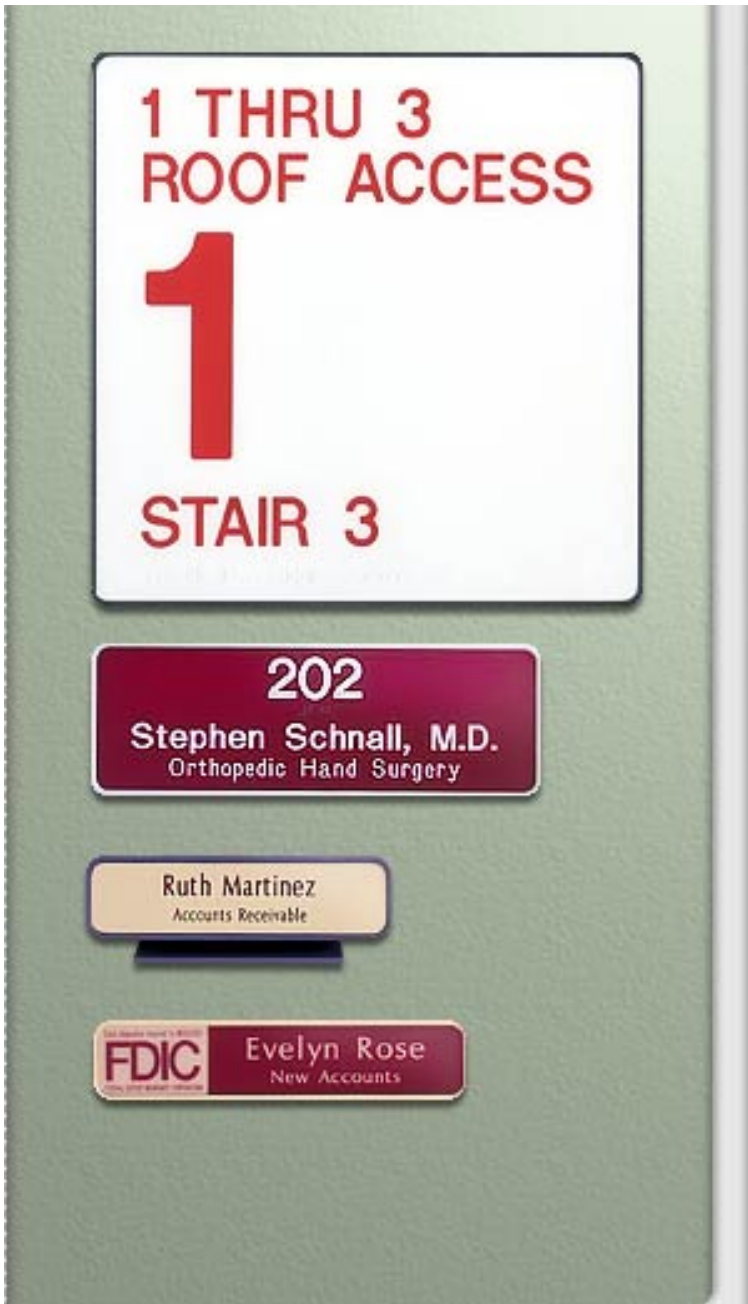 1 THRU 3
ROOF ACCESS
1
STAIR 3
202
Stephen Schnall, M.D.
Orthopedic Hand Surgery
Ruth Martinez
Accounts Receivable
FDIC
Evelyn Rose
New Accounts